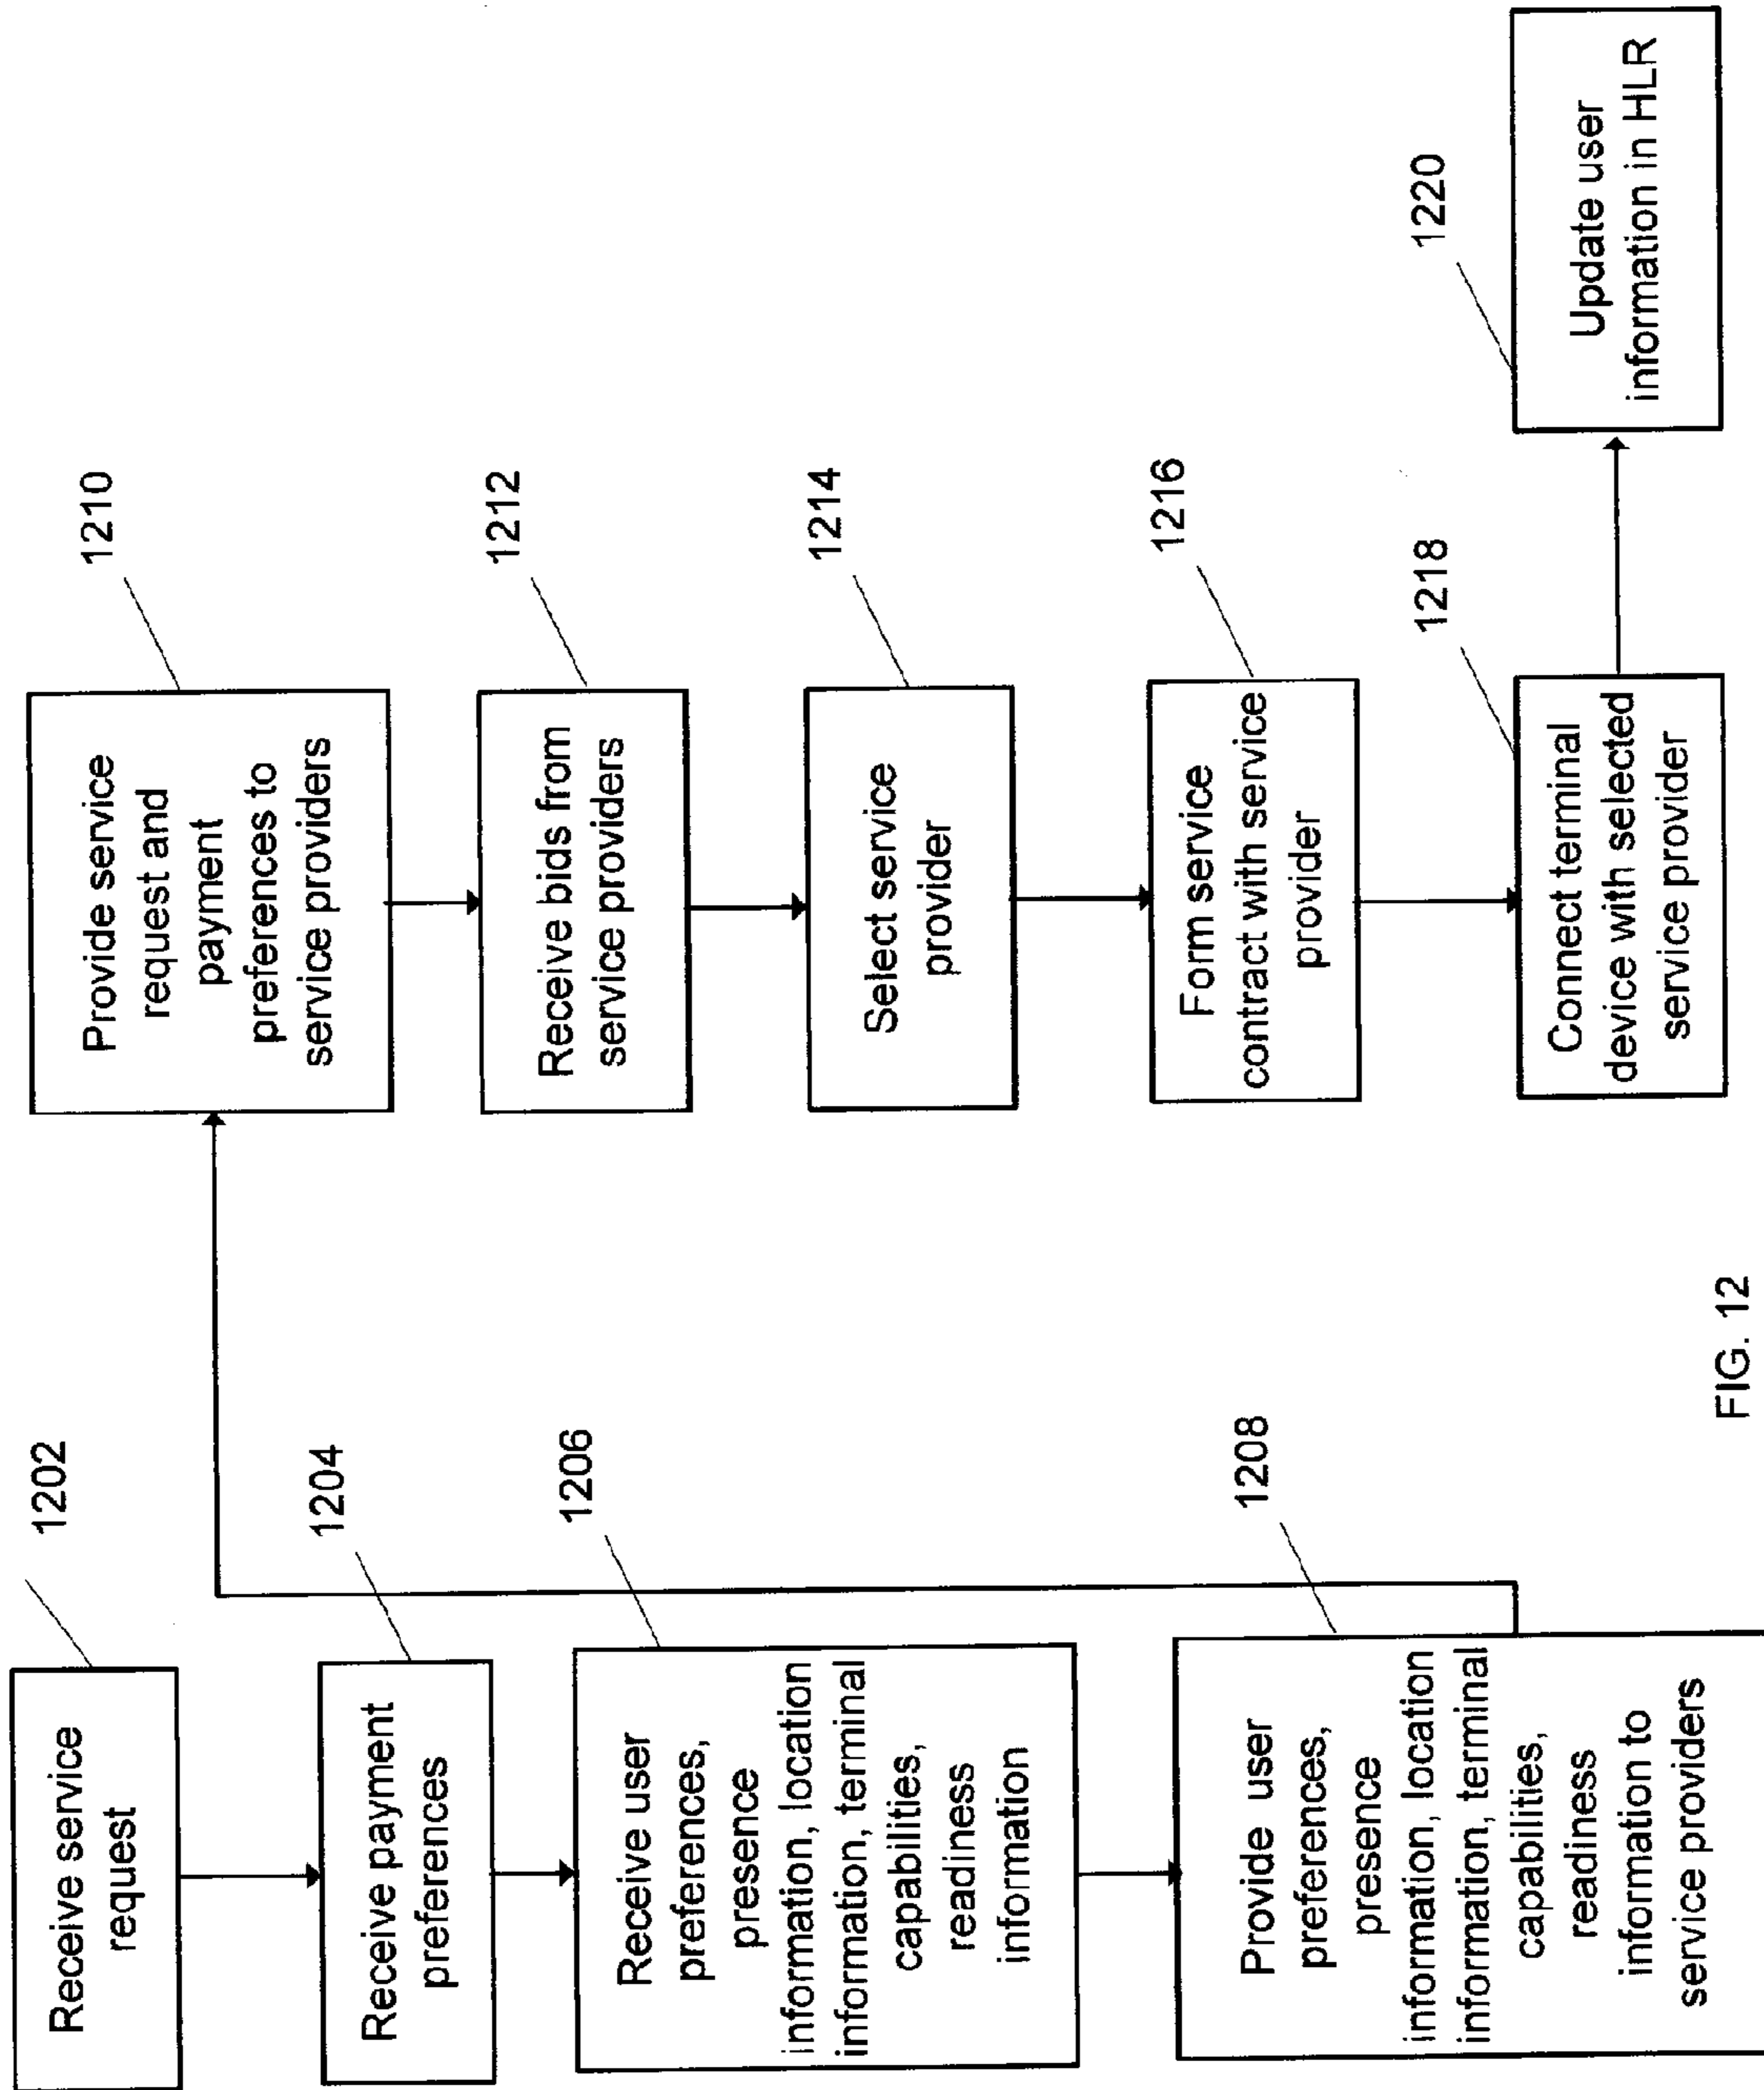 1202
Receive service
request
1204
Receive payment
preferences
1206
Receive user
preferences,
presence
information, location
information, terminal
capabilities,
readiness
information
1208
Provide user
preferences,
presence
information, location
information, terminal
capabilities,
readiness
information to
service providers
1210
Provide service
request and
payment
preferences to
service providers
1212
Receive bids from
service providers
1214
Select service
provider
1216
Form service
contract with service
provider
1218
Connect terminal
device with selected
service provider
1220
Update user
information in HLR
FIG. 12